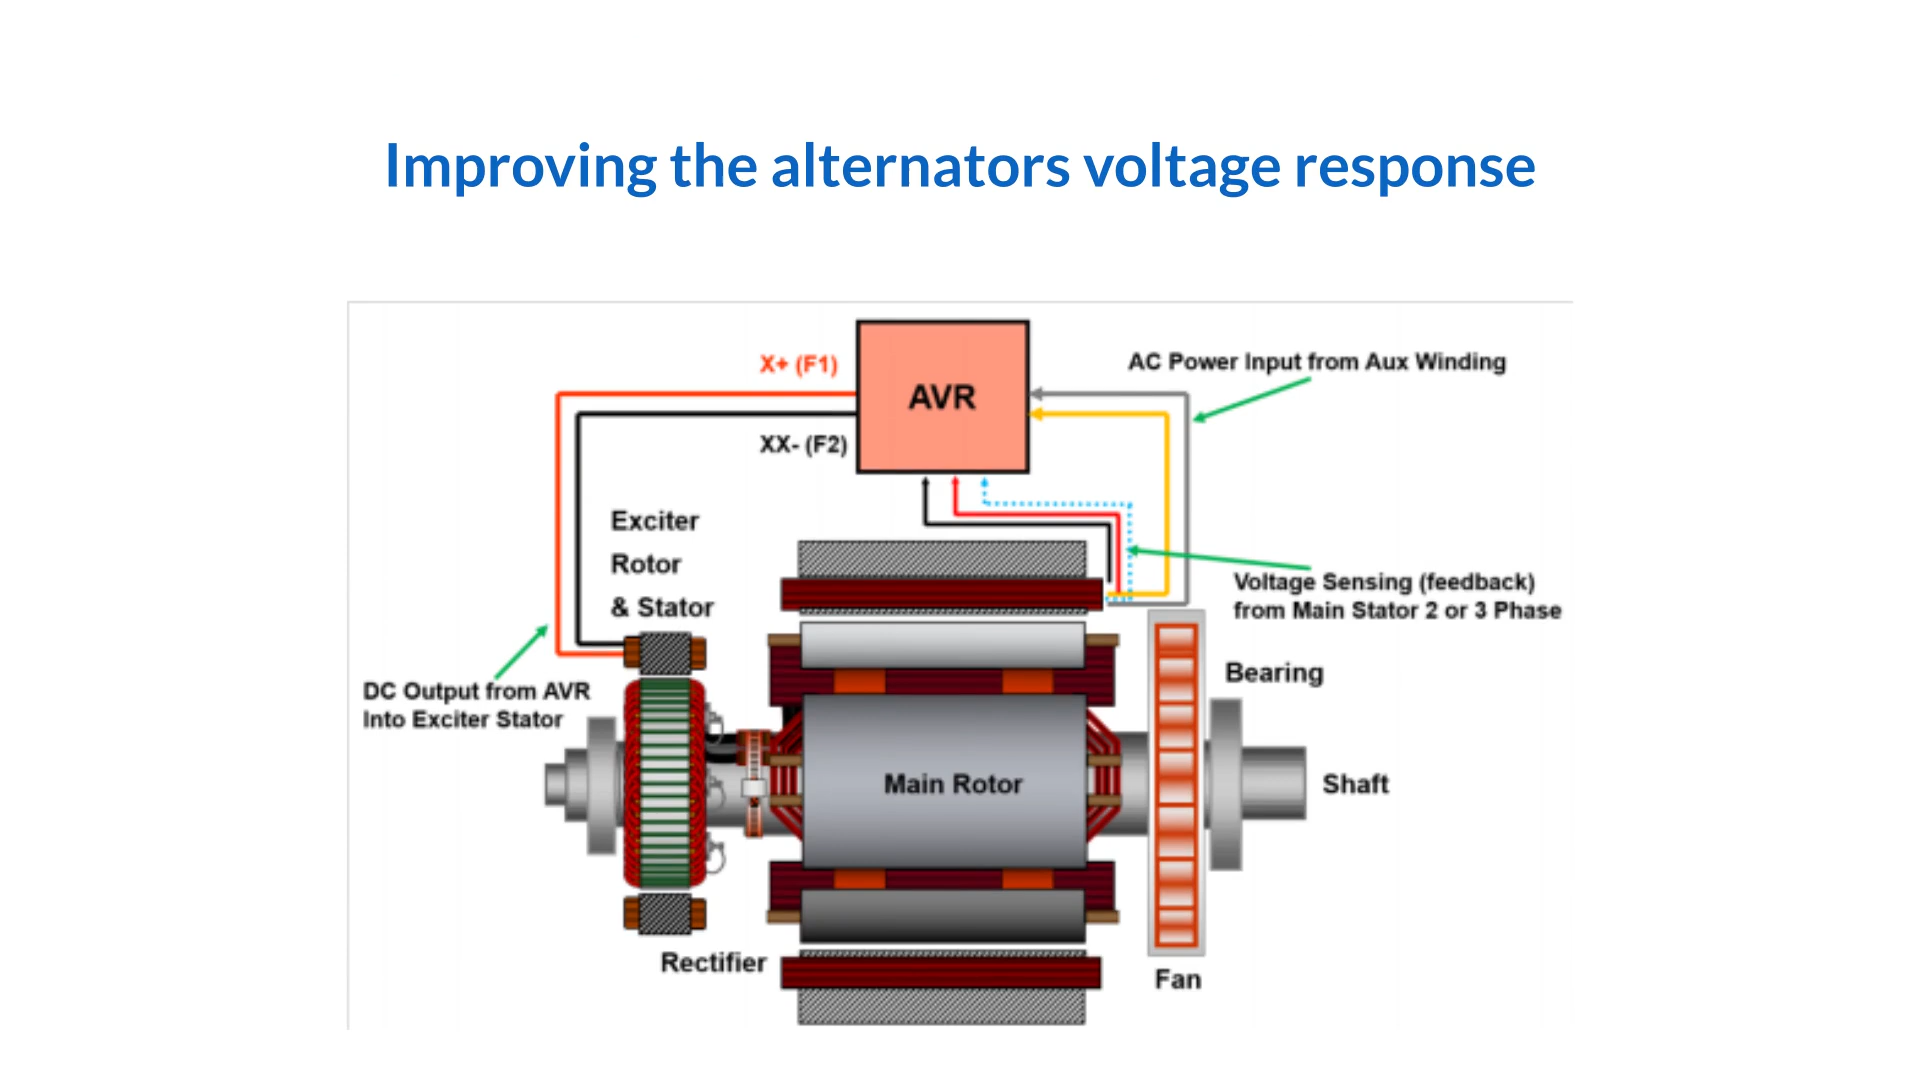 Improving the alternators voltage response
X+ (F1)
AVR
AC Power Input from Aux Winding
XX- (F2)
Exciter
Rotor
& Stator
Voltage Sensing (feedback)
from Main Stator 2 or 3 Phase
Bearing
DC Output from AVR
Into Exciter Stator
Main Rotor
Shaft
Rectifier
Fan